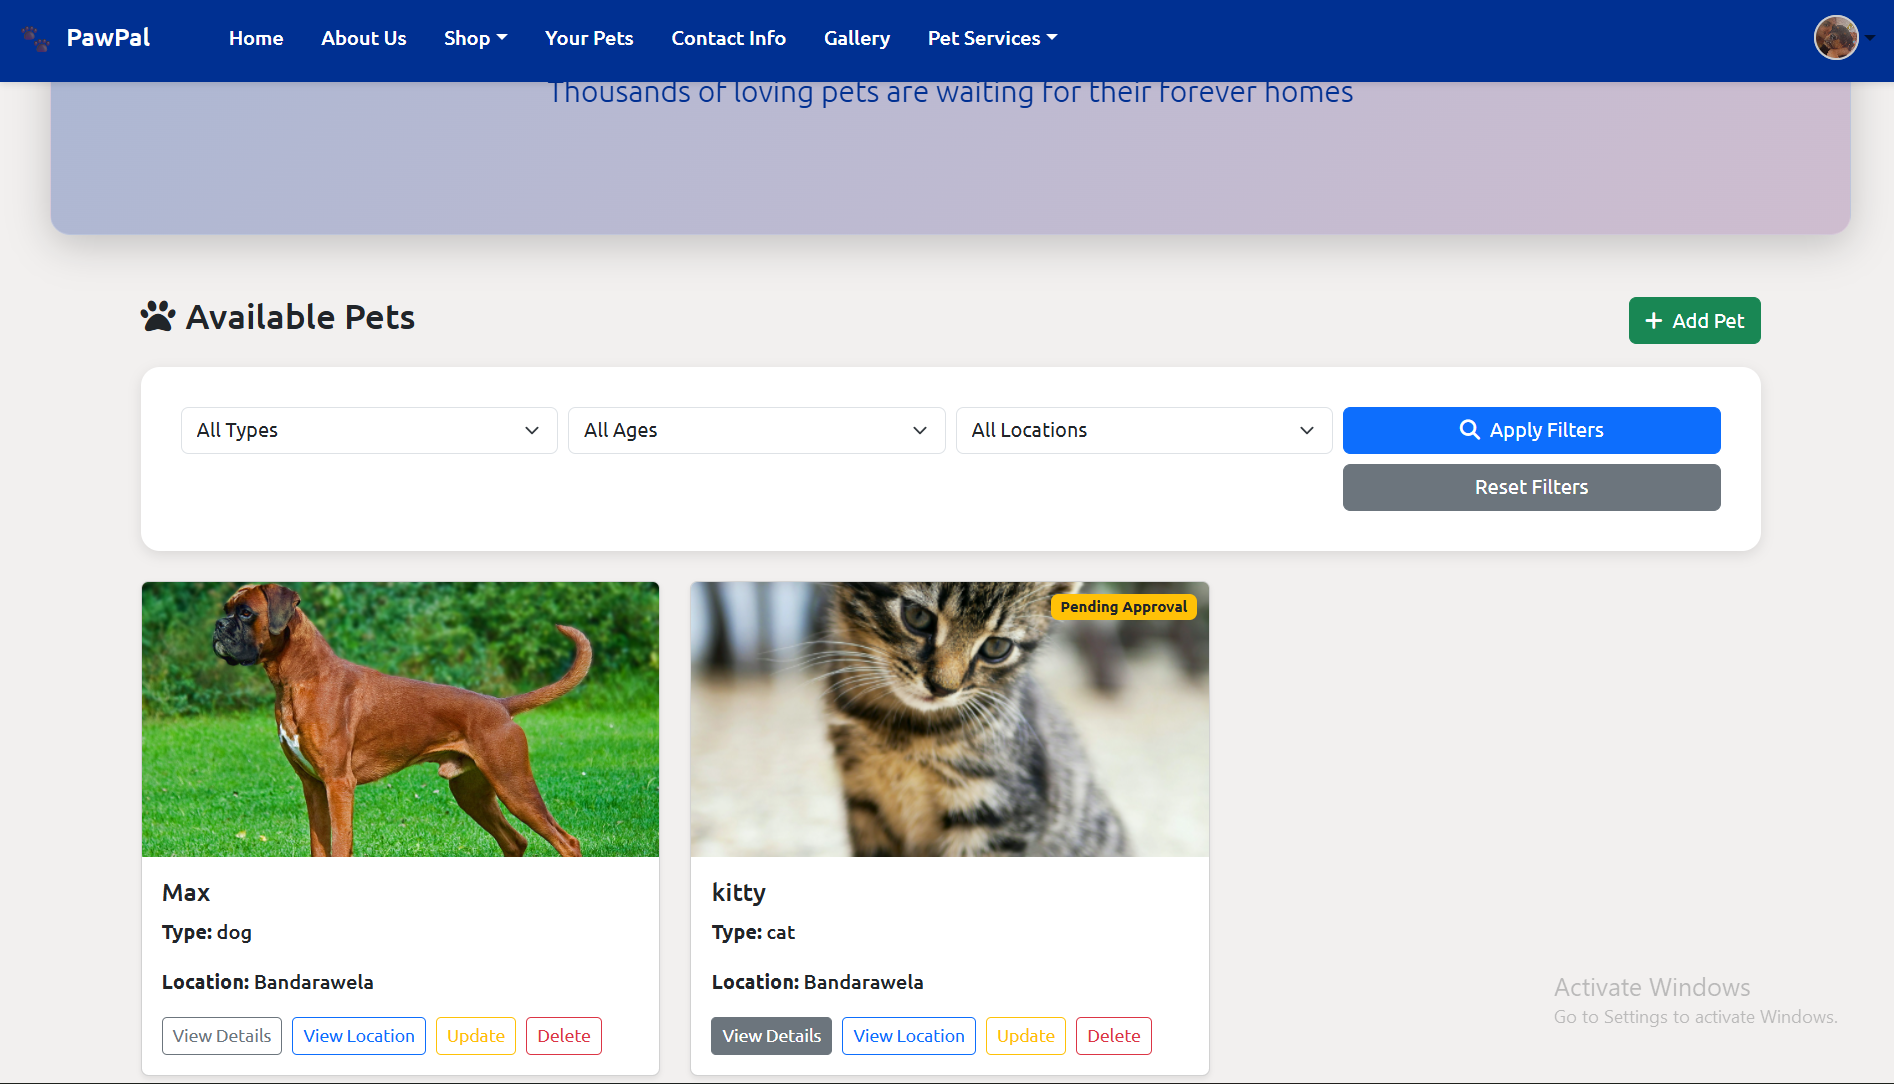 PawPal Home About Us Shop Your Pets Contact Info Gallery Pet Services
Thousands of loving pets are waiting for their forever homes
Available Pets
Add Pet
All Types All Ages All Locations Apply Filters
Reset Filters
Pending Approval
Max
Type: dog
Location: Bandarawela
View Details View Location Update Delete
kitty
Type: cat
Location: Bandarawela
View Details View Location Update Delete
Activate Windows
Go to Settings to activate Windows.